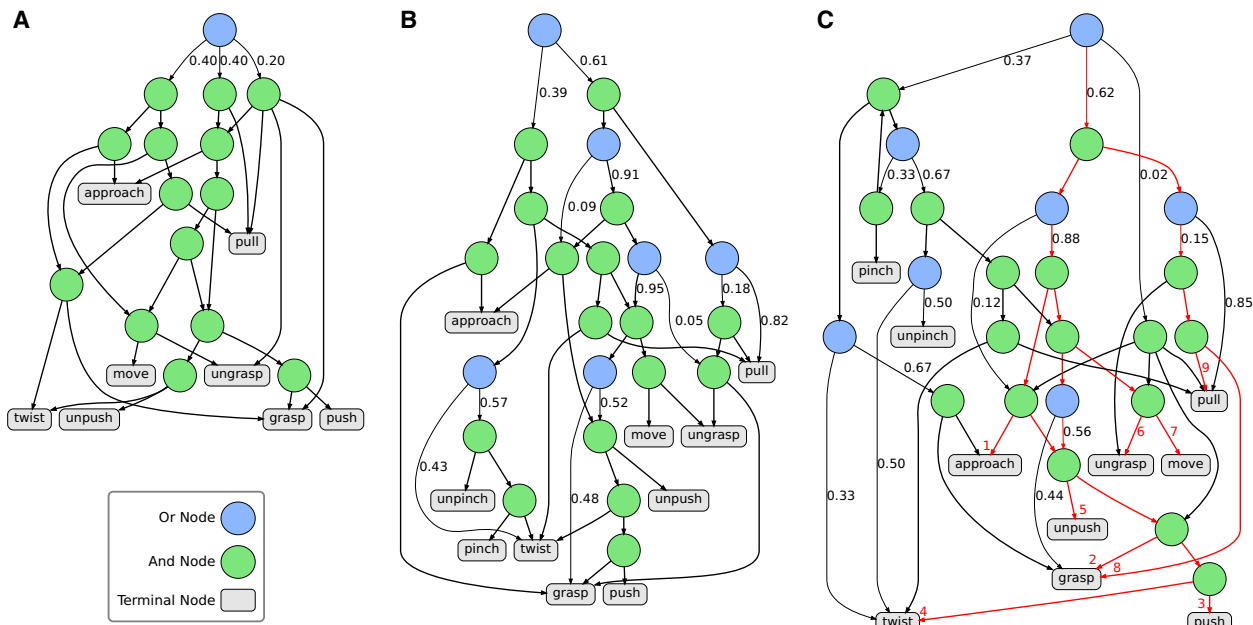 A
B
C
0.40
0.40
0.20
approach
pull
move
ungrasp
twist
unpush
grasp
push
Or Node
And Node
Terminal Node
0.39
0.61
0.91
0.09
0.95
0.18
0.05
0.82
approach
pull
0.57
0.52
move
ungrasp
0.43
0.48
unpinch
unpush
pinch
twist
grasp
push
0.37
0.62
0.33
0.67
0.02
0.88
0.15
pinch
0.50
0.12
0.85
unpinch
0.67
9
pull
0.56
1
6
7
approach
ungrasp
move
0.50
0.33
0.44
5
unpush
2
8
grasp
3
4
twist
push